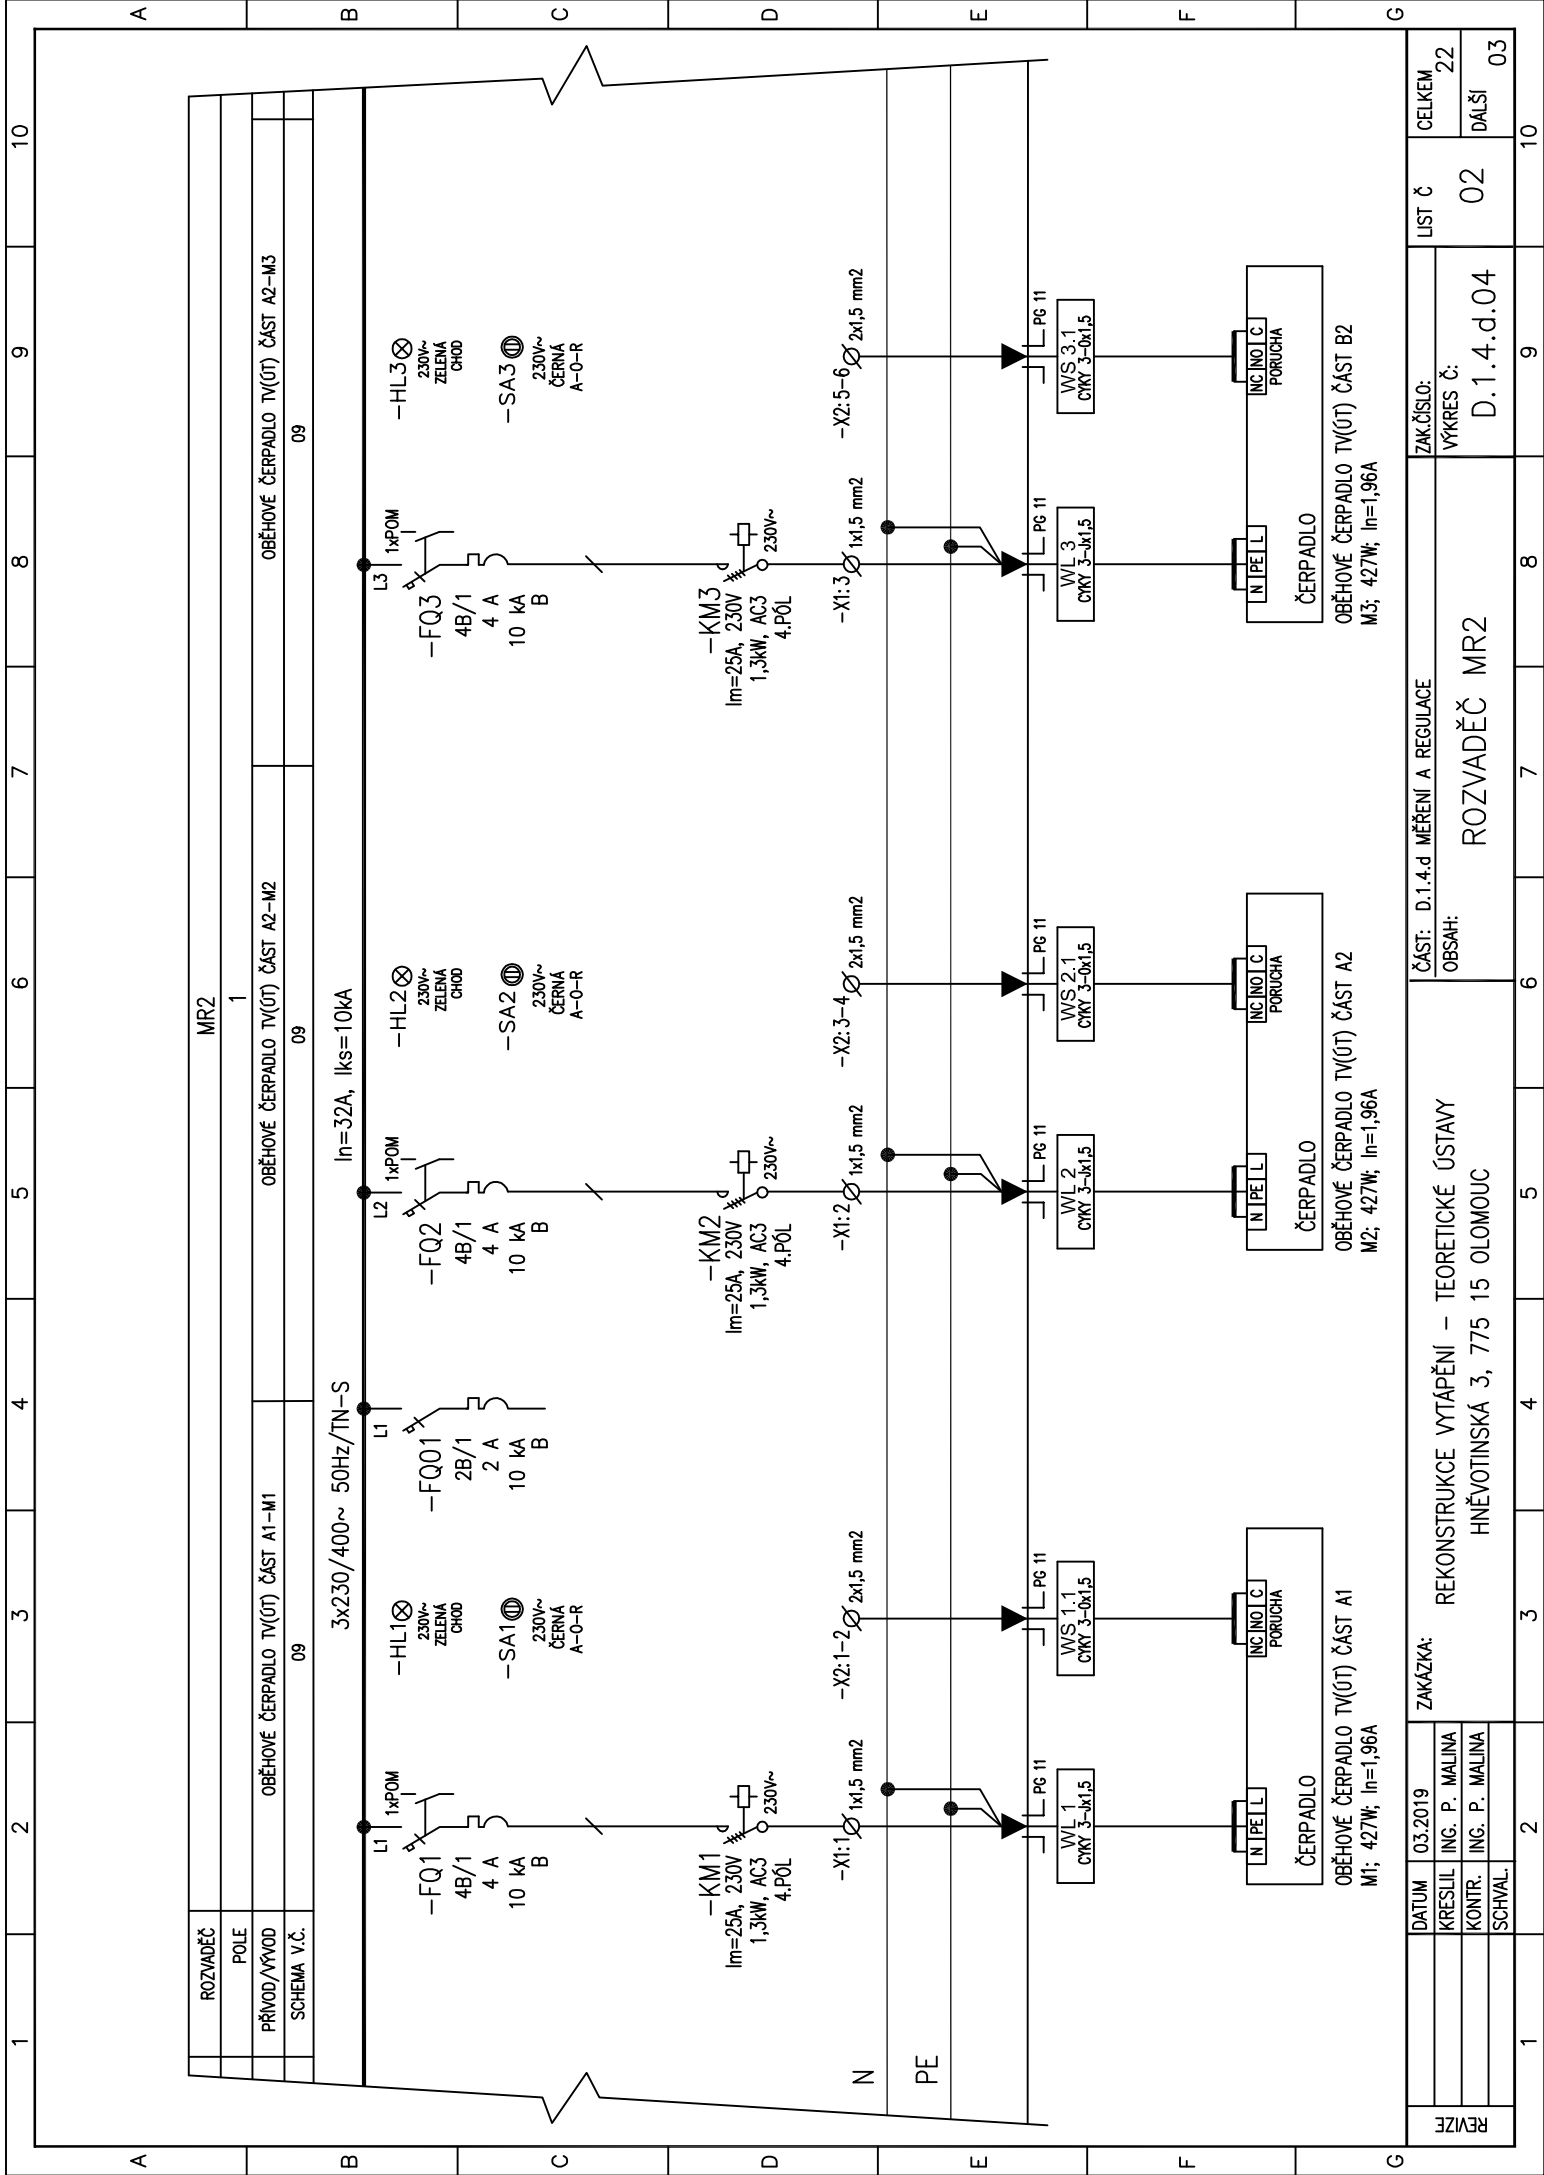 1 2 3 4 5 6 7 8 9 10
A A
B B
C C
D D
E E
F F
G G
ROZVADĚČ MR2
POLE 1
PŘÍVOD/VÝVOD OBĚHOVÉ ČERPADLO TV(ÚT) ČÁST A1-M1 OBĚHOVÉ ČERPADLO TV(ÚT) ČÁST A2-M2 OBĚHOVÉ ČERPADLO TV(ÚT) ČÁST A2-M3
SCHEMA V.Č. 09 09 09
3x230/400~ 50Hz/TN-S In=32A, Iks=10kA
L1 1xPOM
-FQ1
4B/1
4 A
10 kA
B
-HL1
230V~
ZELENÁ
CHOD
-SA1
230V~
ČERNÁ
A-O-R
L1
-FQ01
2B/1
2 A
10 kA
B
L2 1xPOM
-FQ2
4B/1
4 A
10 kA
B
-HL2
230V~
ZELENÁ
CHOD
-SA2
230V~
ČERNÁ
A-O-R
L3 1xPOM
-FQ3
4B/1
4 A
10 kA
B
-HL3
230V~
ZELENÁ
CHOD
-SA3
230V~
ČERNÁ
A-O-R
-KM1
Im=25A, 230V
1,3kW, AC3
4.PÓL
230V~
-KM2
Im=25A, 230V
1,3kW, AC3
4.PÓL
230V~
-KM3
Im=25A, 230V
1,3kW, AC3
4.PÓL
230V~
-X1:1 1x1,5 mm2
-X2:1-2 2x1,5 mm2
-X1:2 1x1,5 mm2
-X2:3-4 2x1,5 mm2
-X1:3 1x1,5 mm2
-X2:5-6 2x1,5 mm2
N
PE
PG 11 PG 11 PG 11 PG 11 PG 11 PG 11
WL 1
CYKY 3-Jx1,5
WS 1.1
CYKY 3-Ox1,5
WL 2
CYKY 3-Jx1,5
WS 2.1
CYKY 3-Ox1,5
WL 3
CYKY 3-Jx1,5
WS 3.1
CYKY 3-Ox1,5
N PE L NC NO C
PORUCHA
ČERPADLO
OBĚHOVÉ ČERPADLO TV(ÚT) ČÁST A1
M1; 427W; In=1,96A
N PE L NC NO C
PORUCHA
ČERPADLO
OBĚHOVÉ ČERPADLO TV(ÚT) ČÁST A2
M2; 427W; In=1,96A
N PE L NC NO C
PORUCHA
ČERPADLO
OBĚHOVÉ ČERPADLO TV(ÚT) ČÁST B2
M3; 427W; In=1,96A
REVIZE
DATUM 03.2019
KRESLIL ING. P. MALINA
KONTR. ING. P. MALINA
SCHVAL.
ZAKÁZKA:
REKONSTRUKCE VYTÁPĚNÍ - TEORETICKÉ ÚSTAVY
HNĚVOTINSKÁ 3, 775 15 OLOMOUC
ČÁST: D.1.4.d MĚŘENÍ A REGULACE
OBSAH:
ROZVADĚČ MR2
ZAK.ČÍSLO:
VÝKRES Č:
D.1.4.d.04
LIST Č
02
CELKEM
22
DÁLŠÍ
03
1 2 3 4 5 6 7 8 9 10